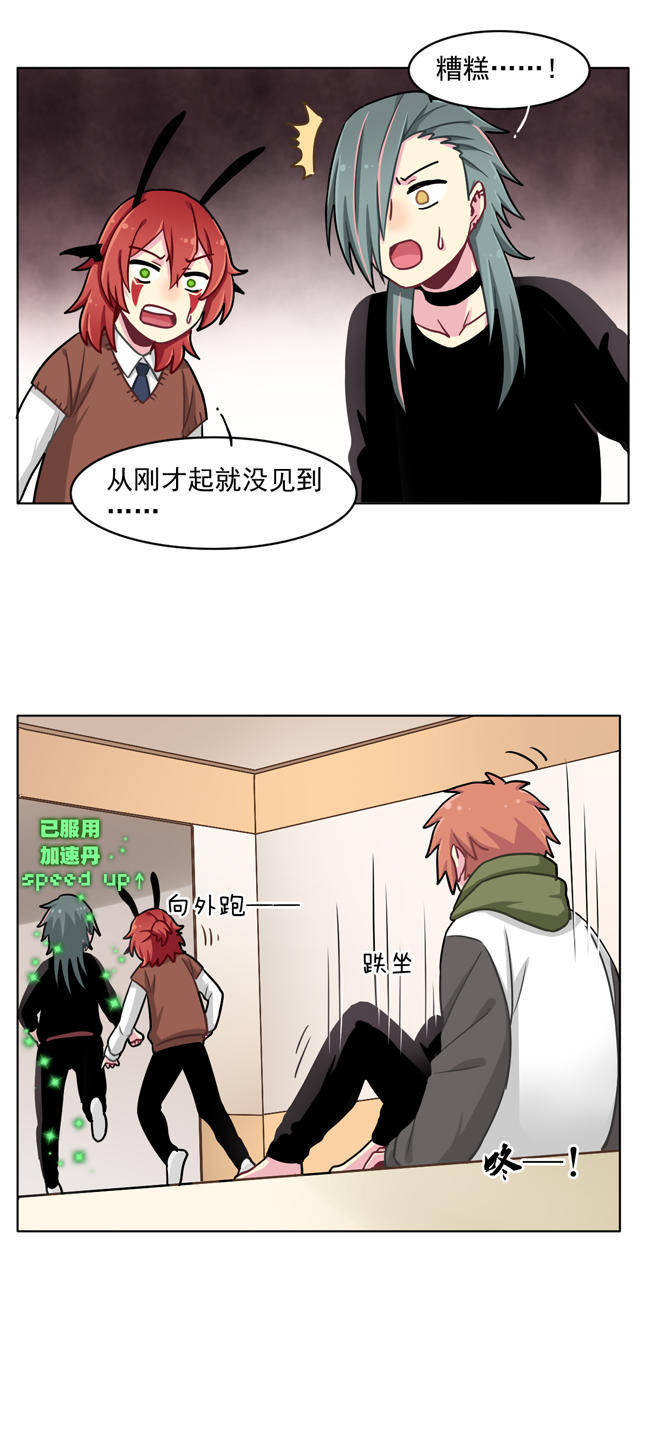 糟糕……！
从刚才起就没见到
……
已服用
加速丹
speed up↑
向外跑——
跌坐
咚—！